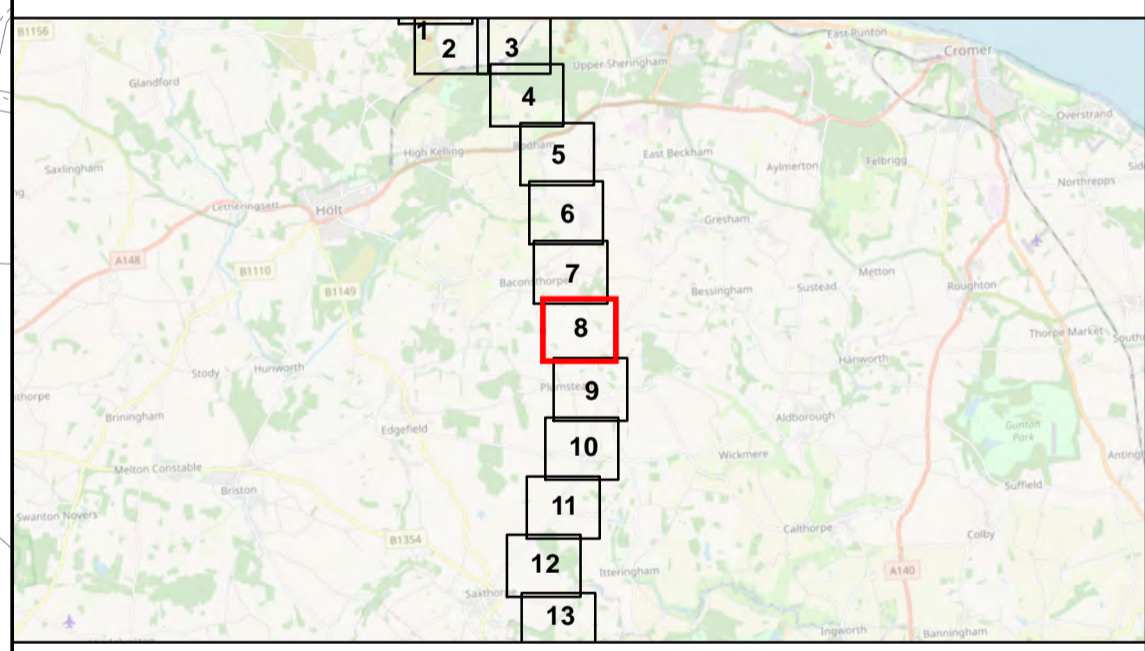 B1156
1
2
3
East Runton
Cromer
Upper Sheringham
Glandford
4
Overstrand
High Kelling
Bodham
5
East Beckham
Aylmerton
Felbrigg
Saxlingham
Northrepps
Letheringsett
Holt
6
Gresham
A148
B1110
B1149
7
Baconsthorpe
Bessingham
Sustead
Metton
Roughton
8
Thorpe Market
Hanworth
Stody
Hunworth
9
Briningham
Edgefield
Aldborough
Gunton
Park
10
Wickmere
Melton Constable
Briston
Suffield
11
Swanton Novers
Calthorpe
Colby
B1354
12
Itteringham
A140
13
Ingworth
Banningham